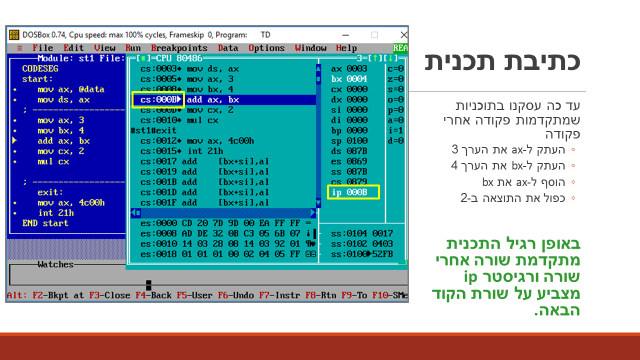 כתיבת תכנית
עד כה עסקנו בתוכניות
שמתקדמות פקודה אחרי
פקודה
העתק ל-ax את הערך 3
העתק ל-bx את הערך 4
הוסף ל-ax את bx
כפול את התוצאה ב-2
באופן רגיל התכנית
מתקדמת שורה אחרי
שורה ורגיסטר ip
מצביע על שורת הקוד
הבאה.
DOSBox 0.74, Cpu speed: max 100% cycles, Frameskip 0, Program: TD
≡ File Edit View Run Breakpoints Data Options Window Help REA
Module: st1 File:
CODESEG
start:
mov ax, @data
mov ds, ax
;
mov ax, 3
mov bx, 4
add ax, bx
mov cx, 2
mul cx
;
exit:
mov ax, 4c00h
int 21h
END start
CPU 80486
3
cs:0003 mov ds, ax
cs:0005 mov ax, 3
cs:0008 mov bx, 4
cs:000B add ax, bx
cs:000D mov cx, 2
cs:0010 mul cx
#st1#exit
cs:0012 mov ax, 4c00h
cs:0015 int 21h
cs:0017 add [bx+si],al
cs:0019 add [bx+si],al
cs:001B add [bx+si],al
cs:001D add [bx+si],al
cs:001F add [bx+si],al
ax 0003 c=0
bx 0004 z=0
cx 0000 s=0
dx 0000 o=0
si 0000 p=0
di 0000 a=0
bp 0000 i=1
sp 0100 d=0
ds 087B
es 0869
ss 087B
cs 0879
ip 000B
es:0000 CD 20 7D 9D 00 EA FF FF
es:0008 AD DE 32 0B C3 05 6B 07
es:0010 14 03 28 08 14 03 92 01
es:0018 01 01 01 00 02 04 05 FF
ss:0104 0017
ss:0102 0403
ss:0100 52FB
Watches
Alt: F2-Bkpt at F3-Close F4-Back F5-User F6-Undo F7-Instr F8-Rtn F9-To F10-SMe